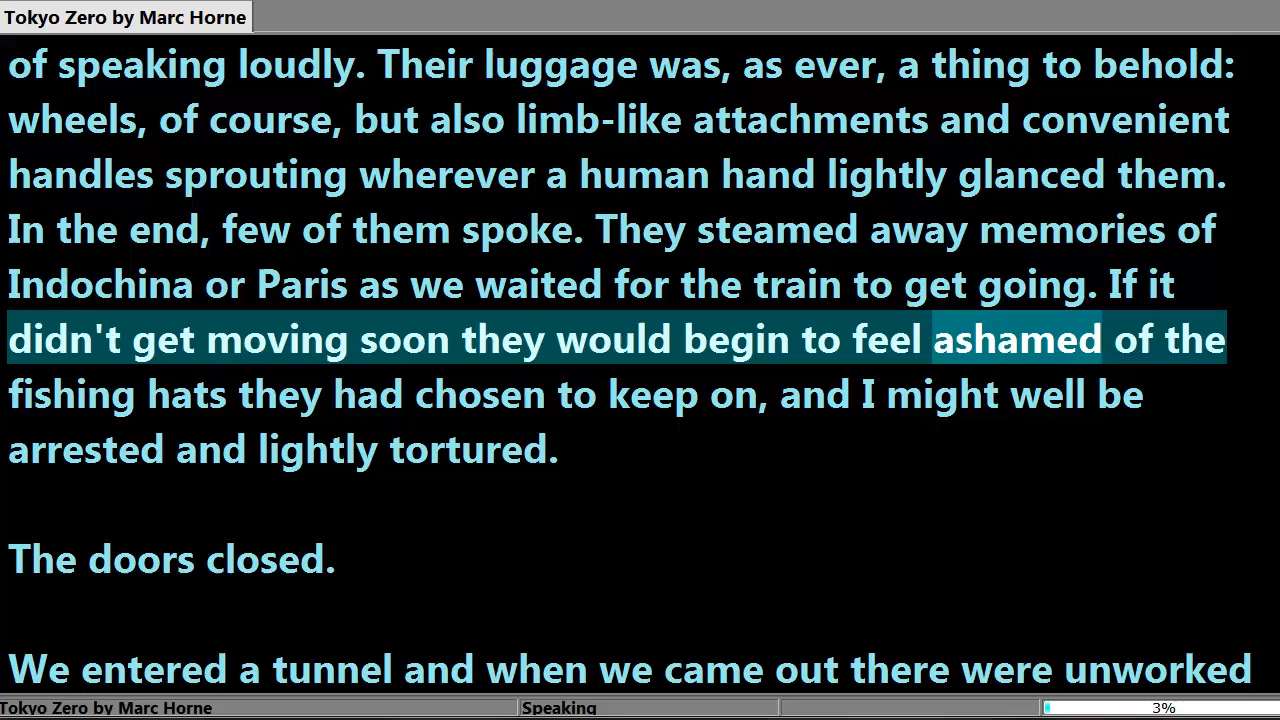 Tokyo Zero by Marc Horne
of speaking loudly. Their luggage was, as ever, a thing to behold:
wheels, of course, but also limb-like attachments and convenient
handles sprouting wherever a human hand lightly glanced them.
In the end, few of them spoke. They steamed away memories of
Indochina or Paris as we waited for the train to get going. If it
didn't get moving soon they would begin to feel ashamed of the
fishing hats they had chosen to keep on, and I might well be
arrested and lightly tortured.
The doors closed.
We entered a tunnel and when we came out there were unworked
Tokyo Zero by Marc Horne
Speaking
3%